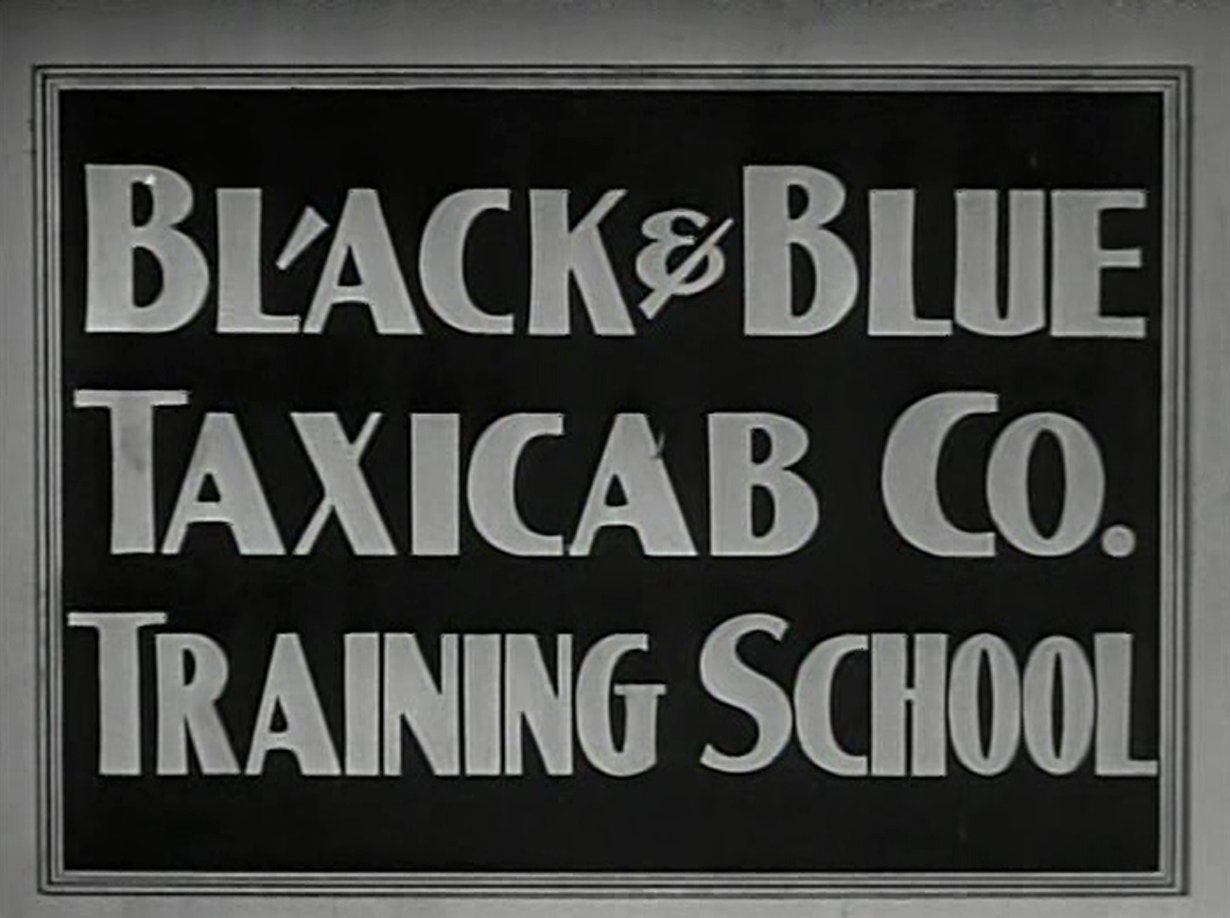 BLACK & BLUE
TAXICAB CO.
TRAINING SCHOOL